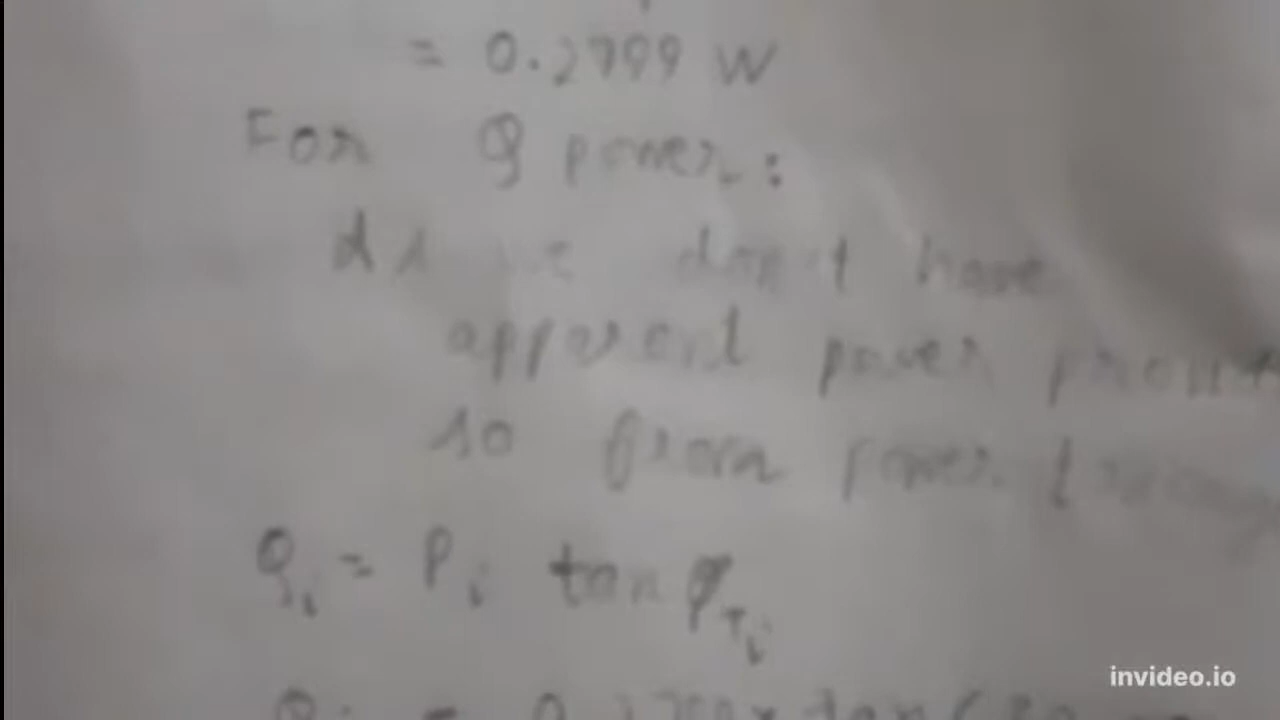 = 0.2799 W
For Q power:
As we don't have
apparent power
so from power
Qi = Pi tan φTi
invideo.io